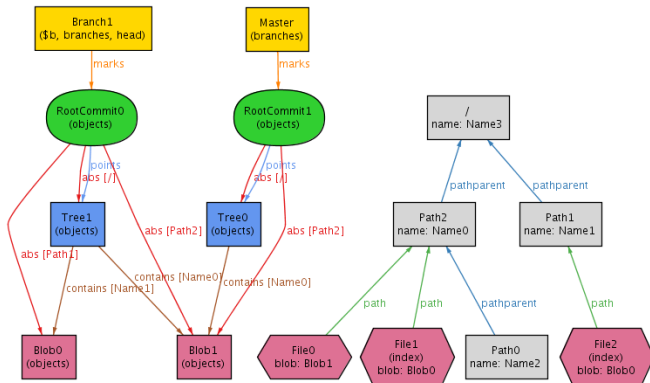 Branch1
($b, branches, head)
Master
(branches)
marks
marks
RootCommit0
(objects)
RootCommit1
(objects)
/
name: Name3
points
abs [/]
points
abs [/]
pathparent
pathparent
Tree1
(objects)
Tree0
(objects)
Path2
name: Name0
Path1
name: Name1
abs [Path2]
abs [Path2]
abs [Path1]
contains [Name0]
contains [Name0]
contains [Name1]
path
path
pathparent
path
Blob0
(objects)
Blob1
(objects)
File0
blob: Blob1
File1
(index)
blob: Blob0
Path0
name: Name2
File2
(index)
blob: Blob0